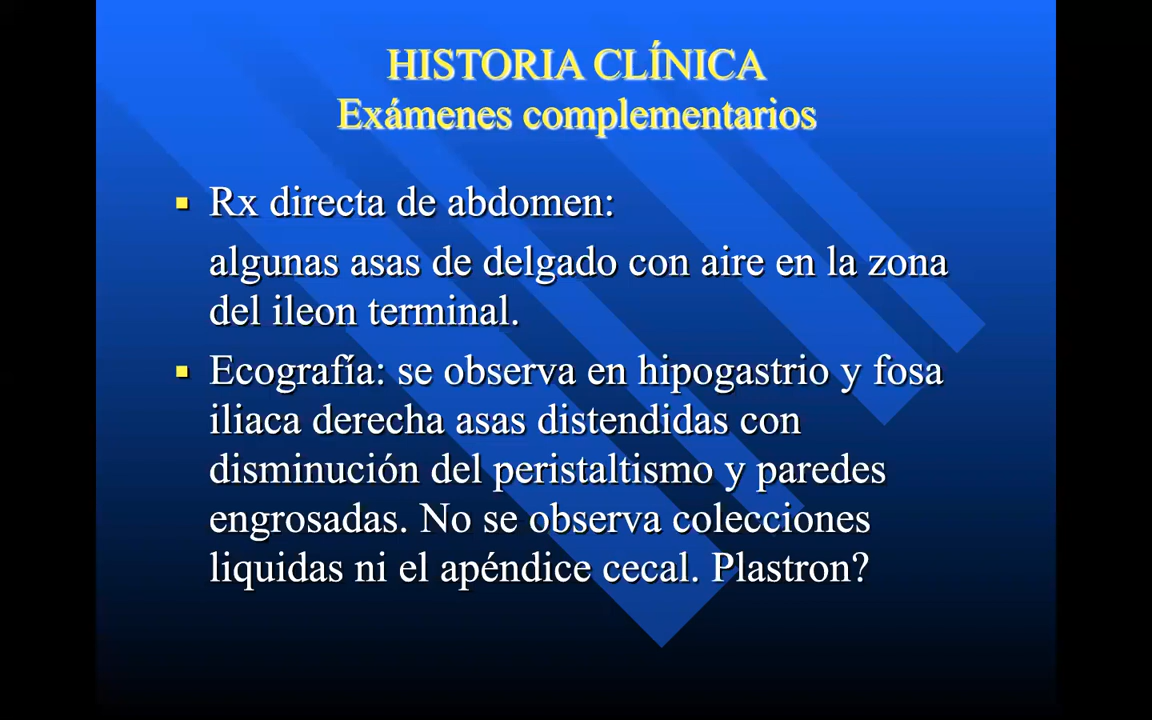 HISTORIA CLÍNICA
Exámenes complementarios
Rx directa de abdomen:
algunas asas de delgado con aire en la zona
del ileon terminal.
Ecografía: se observa en hipogastrio y fosa
iliaca derecha asas distendidas con
disminución del peristaltismo y paredes
engrosadas. No se observa colecciones
liquidas ni el apéndice cecal. Plastron?